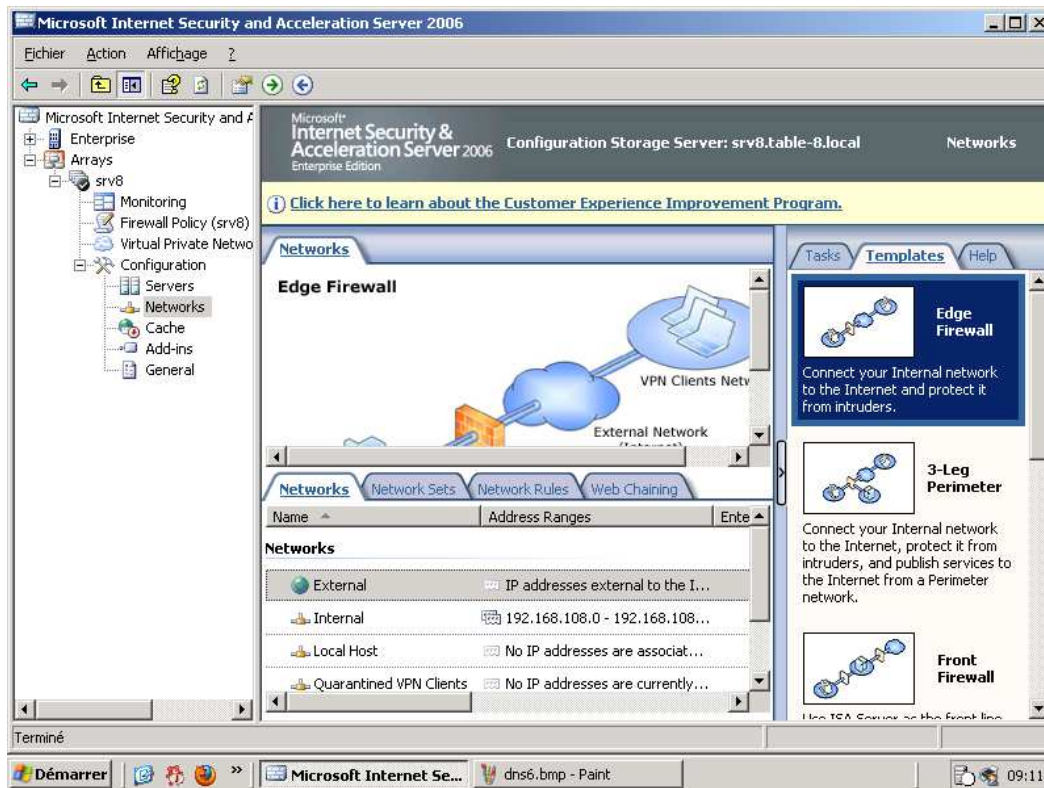 Microsoft Internet Security and Acceleration Server 2006
Fichier Action Affichage ?
Microsoft Internet Security and A
Enterprise
Arrays
srv8
Monitoring
Firewall Policy (srv8)
Virtual Private Netwo
Configuration
Servers
Networks
Cache
Add-ins
General
Microsoft
Internet Security &
Acceleration Server 2006
Enterprise Edition
Configuration Storage Server: srv8.table-8.local
Networks
Click here to learn about the Customer Experience Improvement Program.
Networks
Edge Firewall
VPN Clients Netw
External Network
(Internet)
Networks Network Sets Network Rules Web Chaining
Name Address Ranges Ente
Networks
External IP addresses external to the I...
Internal 192.168.108.0 - 192.168.108...
Local Host No IP addresses are associat...
Quarantined VPN Clients No IP addresses are currently...
Tasks Templates Help
Edge
Firewall
Connect your Internal network
to the Internet and protect it
from intruders.
3-Leg
Perimeter
Connect your Internal network
to the Internet, protect it from
intruders, and publish services to
the Internet from a Perimeter
network.
Front
Firewall
Use ISA Server as the front line
Terminé
Démarrer » Microsoft Internet Se... dns6.bmp - Paint 09:11